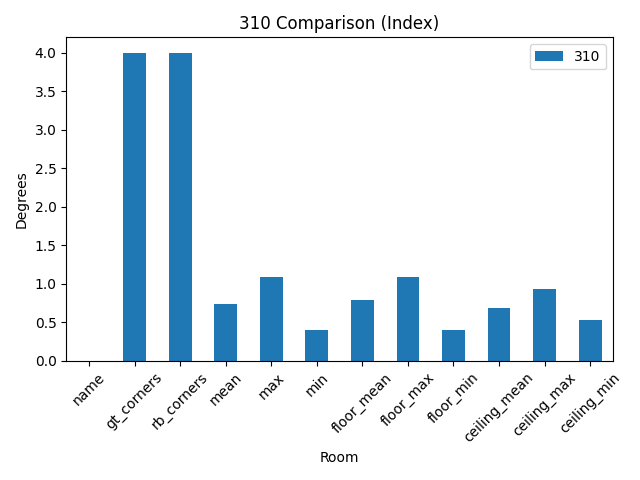 310 Comparison (Index)
310
Degrees
4.0
3.5
3.0
2.5
2.0
1.5
1.0
0.5
0.0
name
gt_corners
rb_corners
mean
max
min
floor_mean
floor_max
floor_min
ceiling_mean
ceiling_max
ceiling_min
Room